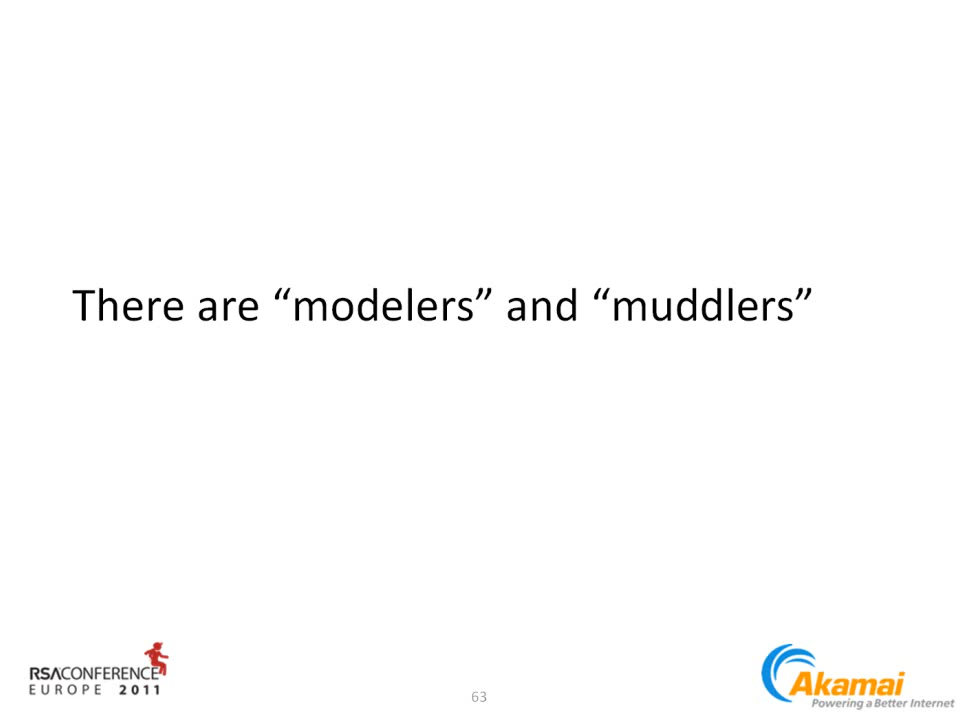 There are “modelers” and “muddlers”
RSACONFERENCE
EUROPE 2011
63
Akamai
Powering a Better Internet